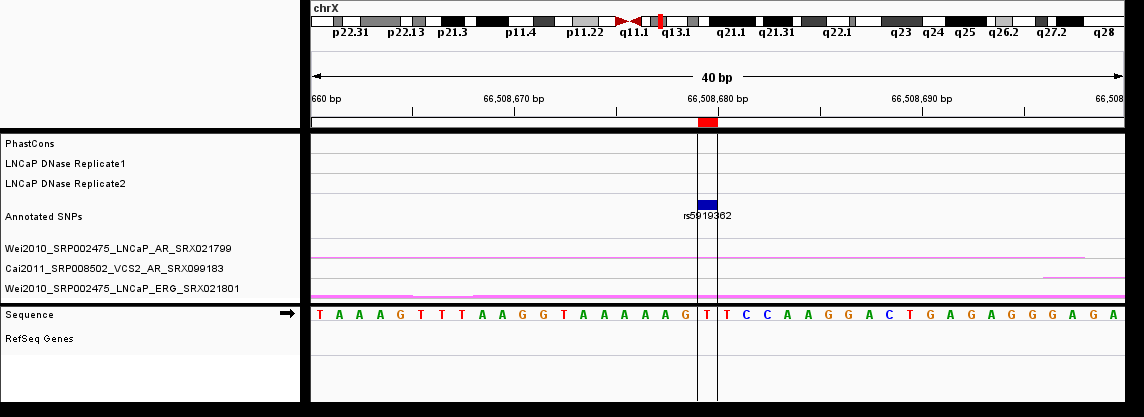 chrX
p22.31 p22.13 p21.3 p11.4 p11.22 q11.1 q13.1 q21.1 q21.31 q22.1 q23 q24 q25 q26.2 q27.2 q28
40 bp
660 bp 66,508,670 bp 66,508,680 bp 66,508,690 bp 66,508
PhastCons
LNCaP DNase Replicate1
LNCaP DNase Replicate2
Annotated SNPs
rs5919362
Wei2010_SRP002475_LNCaP_AR_SRX021799
Cai2011_SRP008502_VCS2_AR_SRX099183
Wei2010_SRP002475_LNCaP_ERG_SRX021801
Sequence T A A A G T T T A A G G T A A A A A G T T C C A A G G A C T G A G A G G G A G A
RefSeq Genes